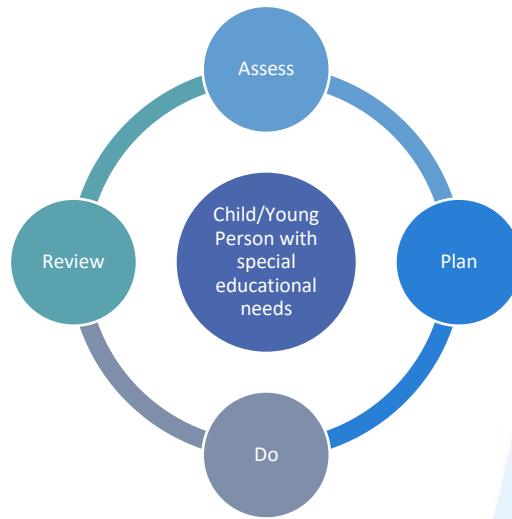 Assess
Child/Young
Person with
special
educational
needs
Review
Plan
Do